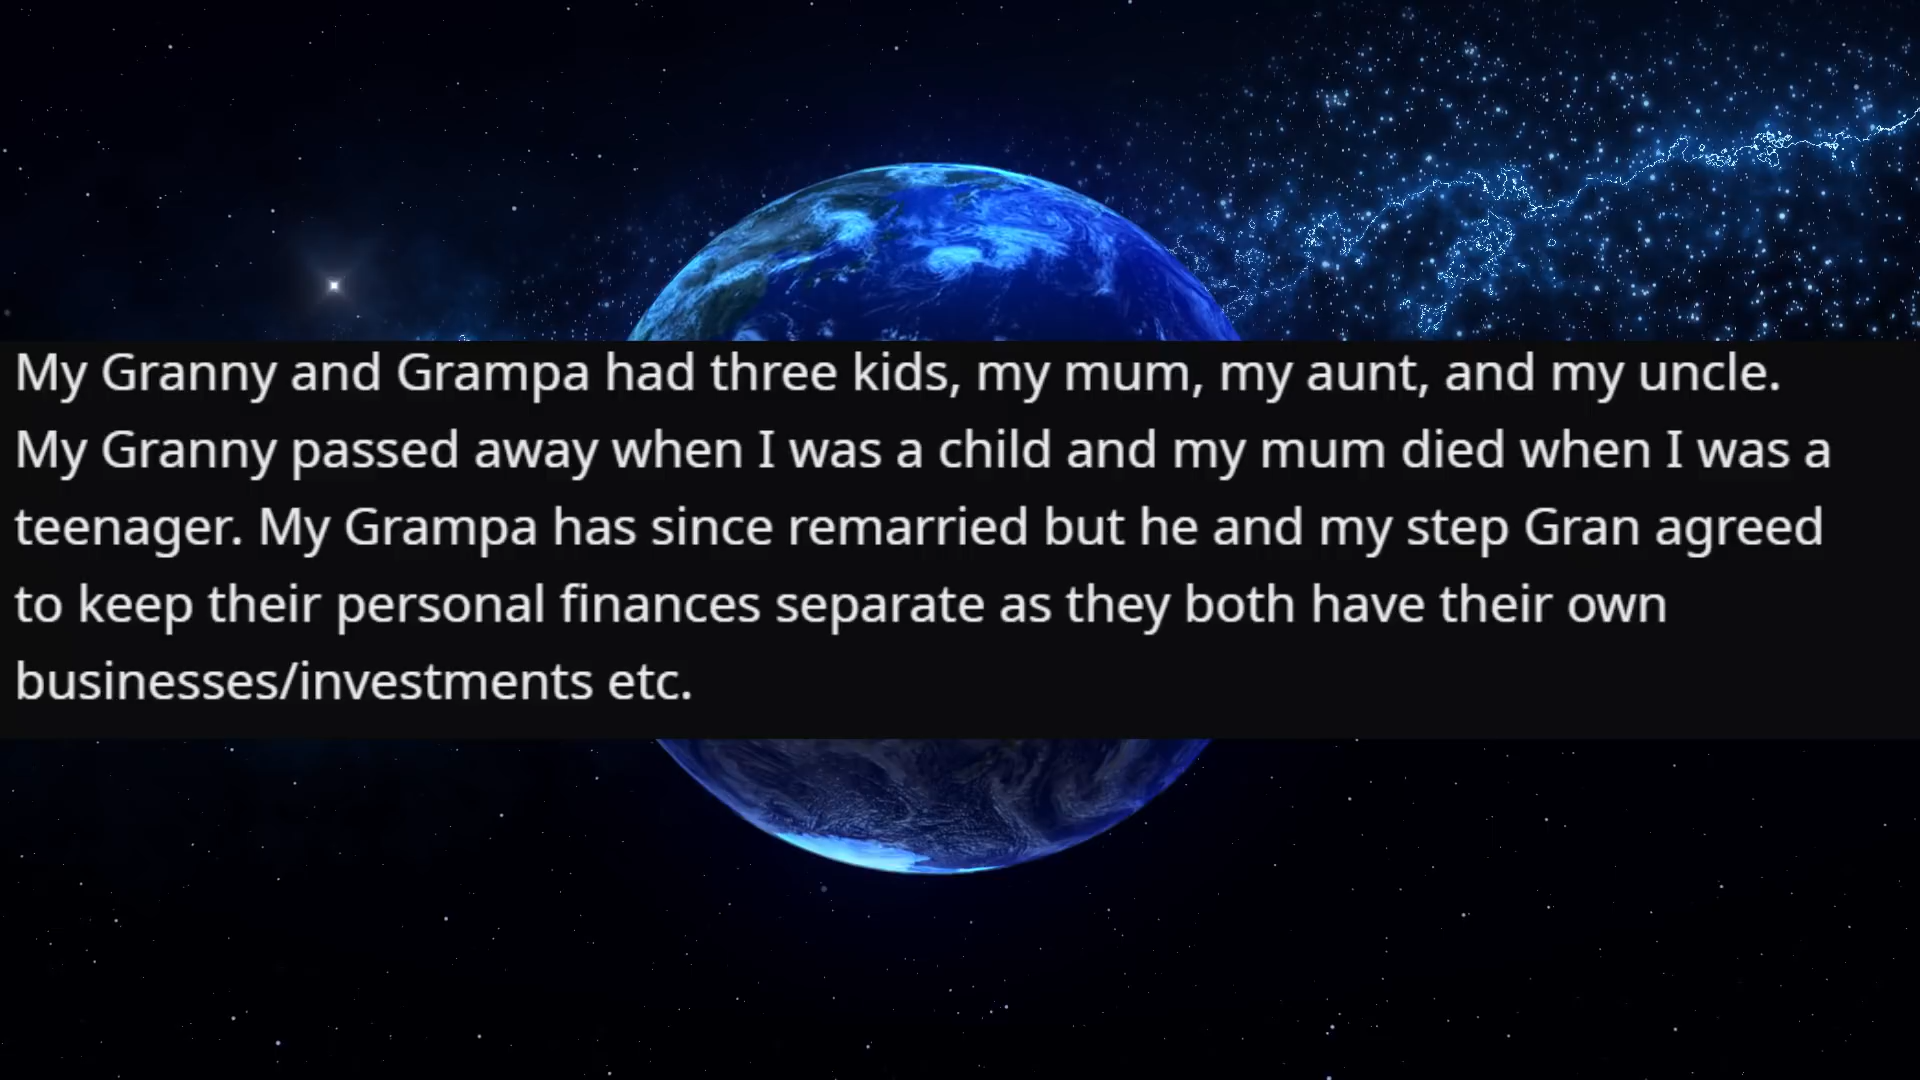 My Granny and Grampa had three kids, my mum, my aunt, and my uncle.
My Granny passed away when I was a child and my mum died when I was a
teenager. My Grampa has since remarried but he and my step Gran agreed
to keep their personal finances separate as they both have their own
businesses/investments etc.